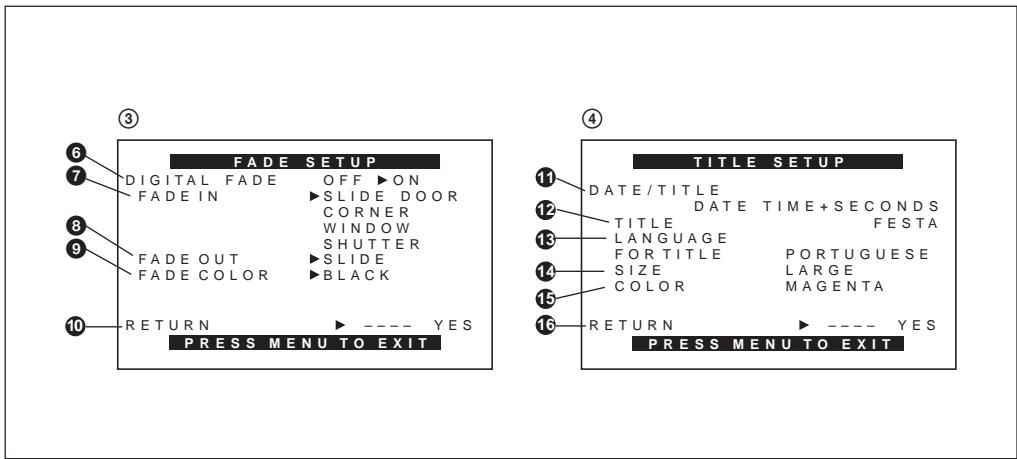 ③
FADE SETUP
❻ DIGITAL FADE OFF ▶ON
❼ FADE IN ▶SLIDE DOOR
CORNER
WINDOW
SHUTTER
❽ FADE OUT ▶SLIDE
❾ FADE COLOR ▶BLACK
❿ RETURN ▶ ---- YES
PRESS MENU TO EXIT
④
TITLE SETUP
⓫ DATE/TITLE
DATE TIME+SECONDS
⓬ TITLE FESTA
⓭ LANGUAGE
FOR TITLE PORTUGUESE
⓮ SIZE LARGE
⓯ COLOR MAGENTA
⓰ RETURN ▶ ---- YES
PRESS MENU TO EXIT